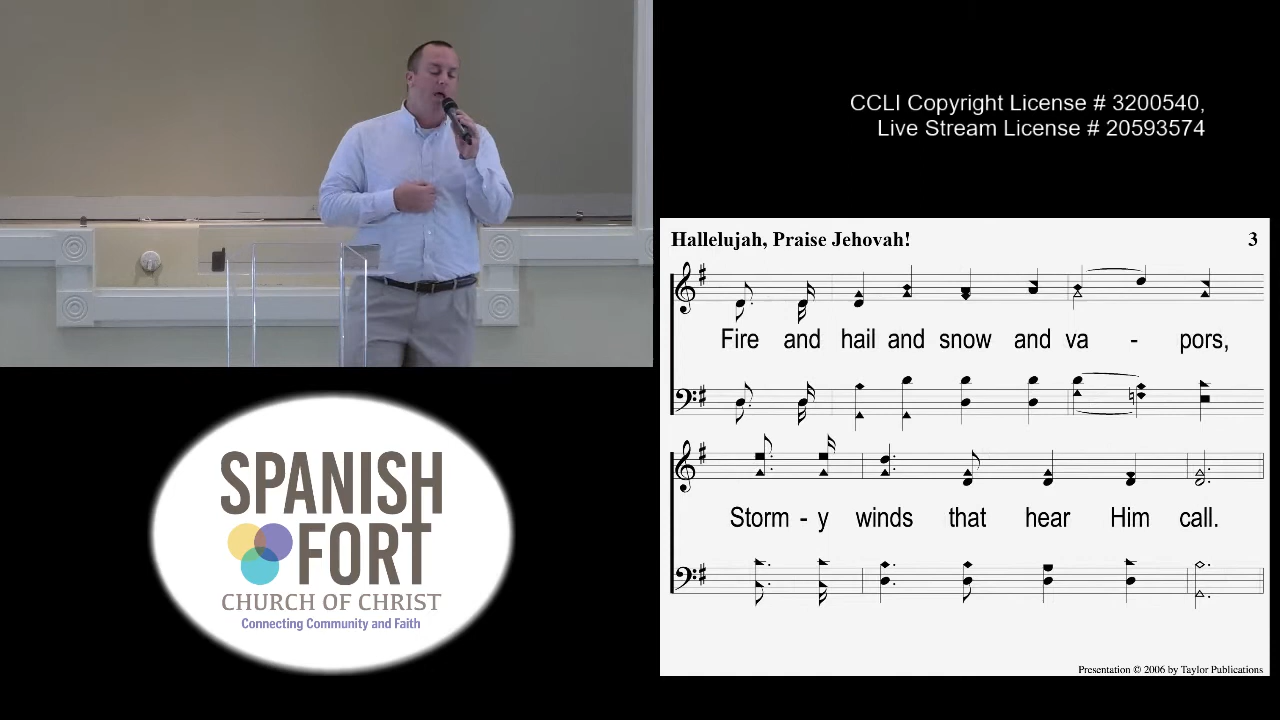 CCLI Copyright License # 3200540,
Live Stream License # 20593574
Hallelujah, Praise Jehovah!
3
Fire and hail and snow and va - pors,
Storm - y winds that hear Him call.
Presentation © 2006 by Taylor Publications
SPANISH
FORT
CHURCH OF CHRIST
Connecting Community and Faith